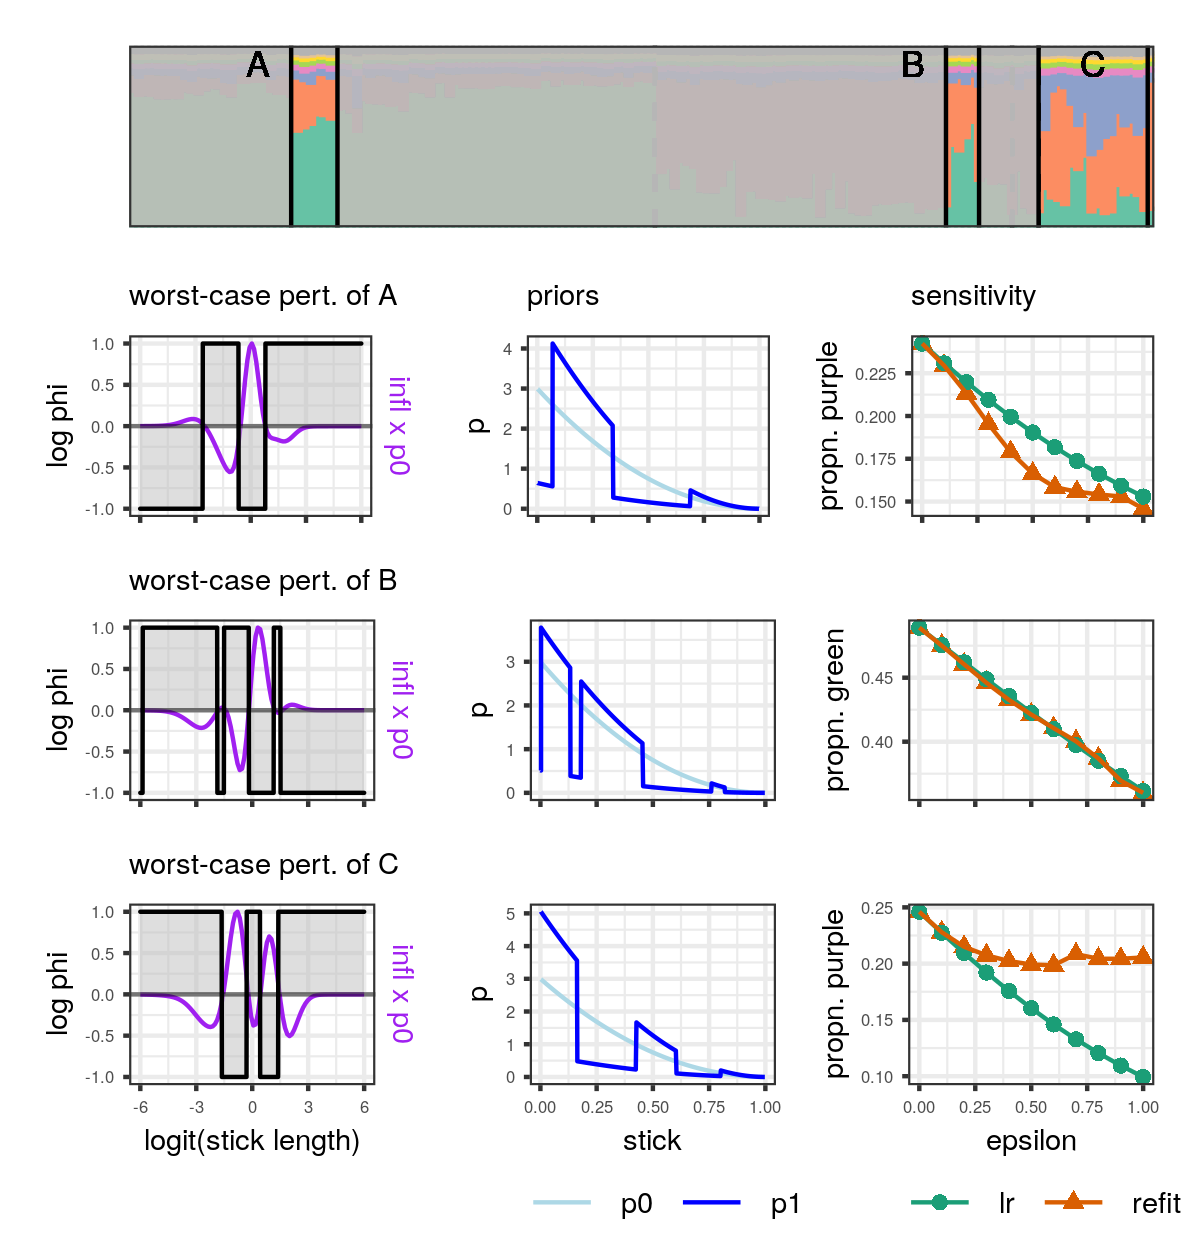 A B C
worst-case pert. of A priors sensitivity
log phi
1.0
0.5
0.0
-0.5
-1.0
infl x p0
p
4
3
2
1
0
propn. purple
0.225
0.200
0.175
0.150
worst-case pert. of B
log phi
1.0
0.5
0.0
-0.5
-1.0
infl x p0
p
3
2
1
0
propn. green
0.45
0.40
worst-case pert. of C
log phi
1.0
0.5
0.0
-0.5
-1.0
infl x p0
p
5
4
3
2
1
0
propn. purple
0.25
0.20
0.15
0.10
-6 -3 0 3 6
0.00 0.25 0.50 0.75 1.00
0.00 0.25 0.50 0.75 1.00
logit(stick length) stick epsilon
p0 p1 lr refit